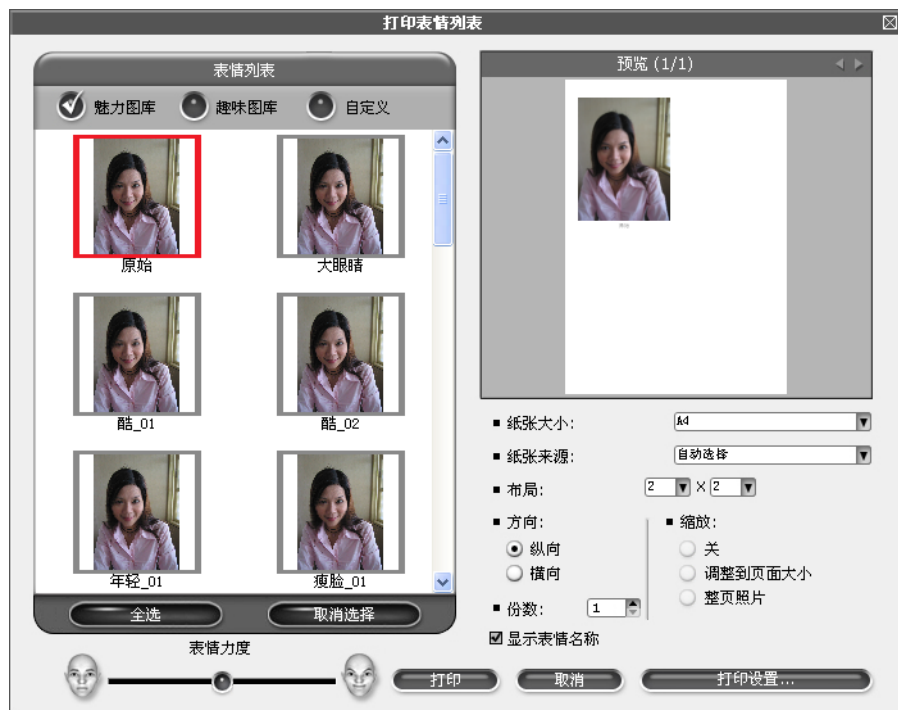 打印表情列表
表情列表
魅力图库 趣味图库 自定义
原始 大眼睛
酷_01 酷_02
年轻_01 瘦脸_01
全选 取消选择
表情力度
预览 (1/1)
原始
■ 纸张大小: A4
■ 纸张来源: 自动选择
■ 布局: 2 X 2
■ 方向: ■ 缩放:
纵向 关
横向 调整到页面大小
整页照片
■ 份数: 1
显示表情名称
打印 取消 打印设置...